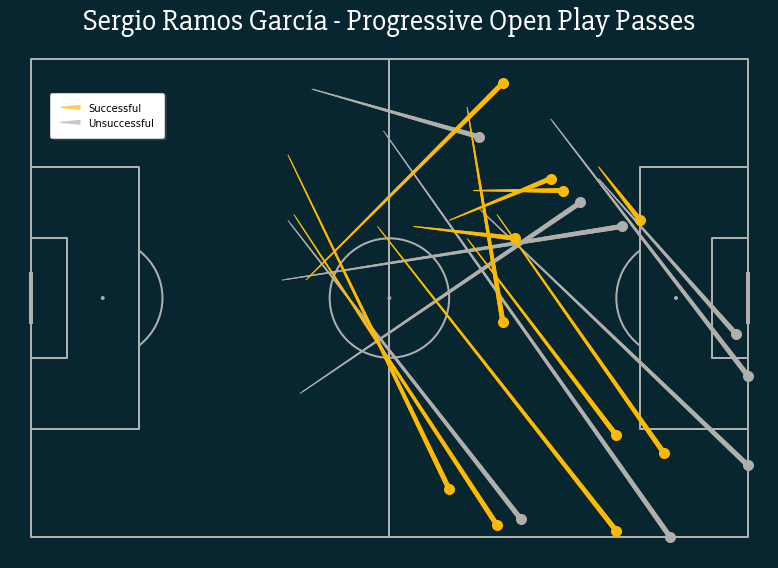 Sergio Ramos García - Progressive Open Play Passes
Successful
Unsuccessful